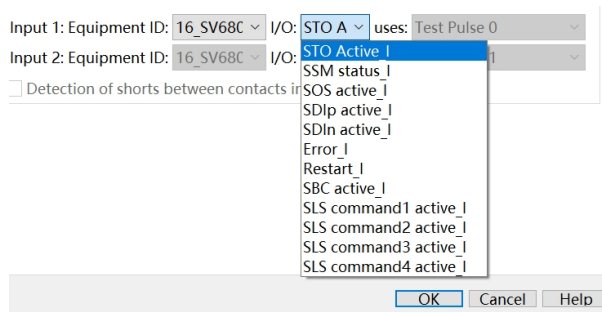 Input 1: Equipment ID: 16_SV68C I/O: STO A uses: Test Pulse 0
Input 2: Equipment ID: 16_SV68C I/O: 1
STO Active_I
SSM status_I
Detection of shorts between contacts in
SOS active_I
SDIp active_I
SDIn active_I
Error_I
Restart_I
SBC active_I
SLS command1 active_I
SLS command2 active_I
SLS command3 active_I
SLS command4 active_I
OK Cancel Help